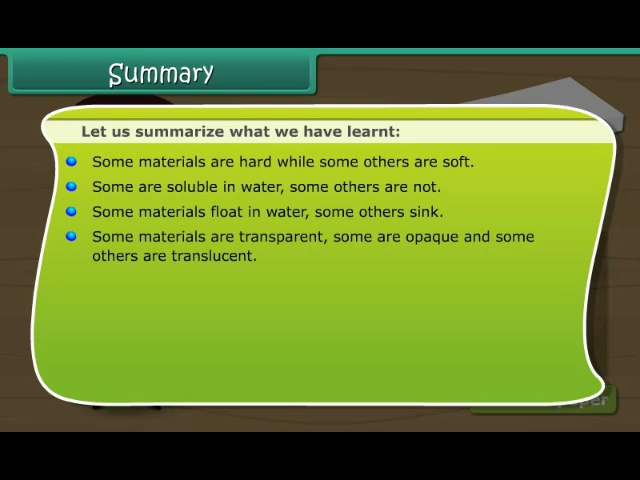 Summary
Let us summarize what we have learnt:
Some materials are hard while some others are soft.
Some are soluble in water, some others are not.
Some materials float in water, some others sink.
Some materials are transparent, some are opaque and some
others are translucent.